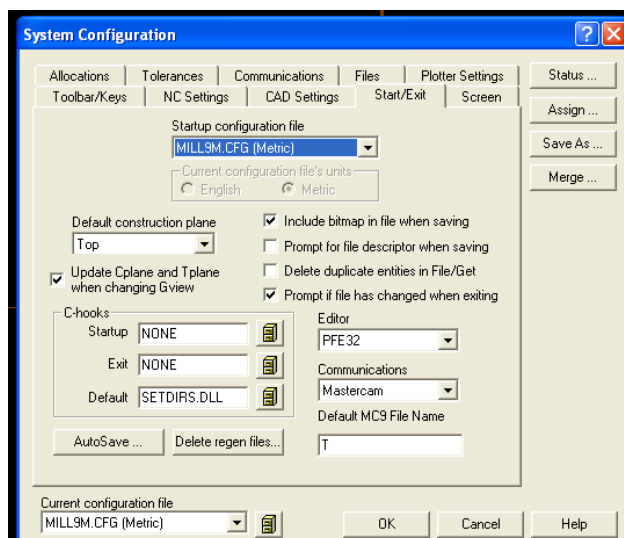 System Configuration
Allocations Tolerances Communications Files Plotter Settings
Toolbar/Keys NC Settings CAD Settings Start/Exit Screen
Status ...
Assign ...
Save As ...
Merge ...
Startup configuration file
MILL9M.CFG (Metric)
Current configuration file's units
English Metric
Default construction plane
Top
Update Cplane and Tplane
when changing Gview
Include bitmap in file when saving
Prompt for file descriptor when saving
Delete duplicate entities in File/Get
Prompt if file has changed when exiting
C-hooks
Startup NONE
Exit NONE
Default SETDIRS.DLL
Editor
PFE32
Communications
Mastercam
Default MC9 File Name
T
AutoSave ... Delete regen files...
Current configuration file
MILL9M.CFG (Metric)
OK Cancel Help